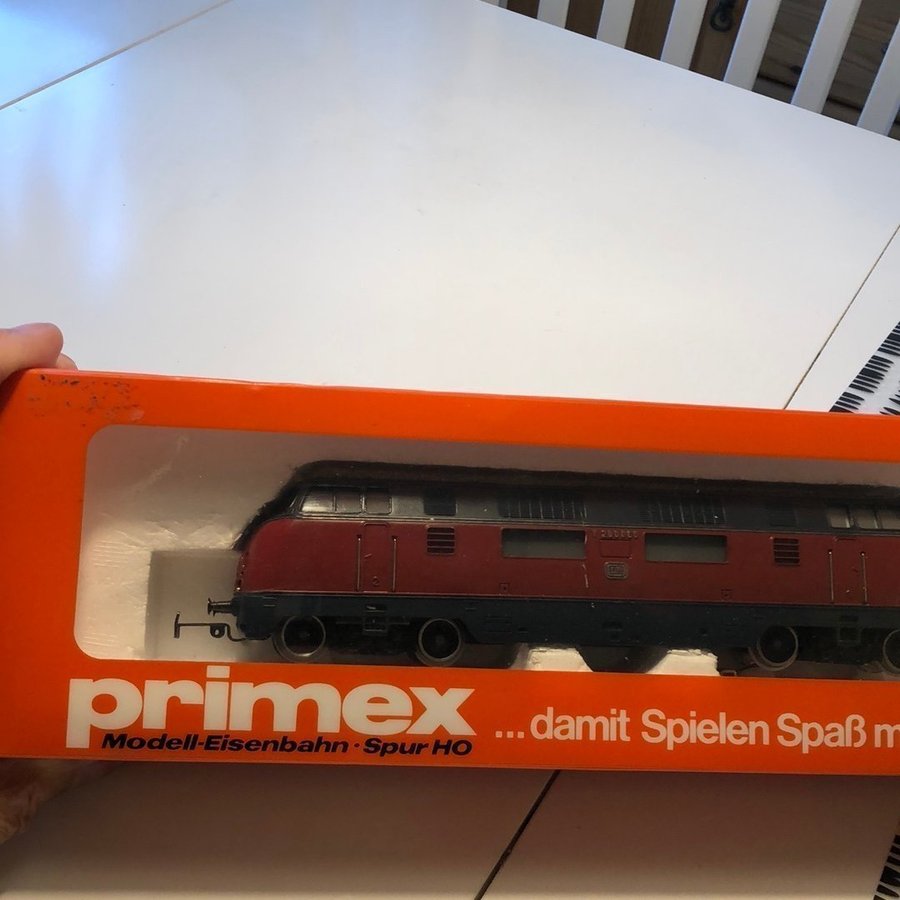 primex
Modell-Eisenbahn · Spur HO
...damit Spielen Spaß m